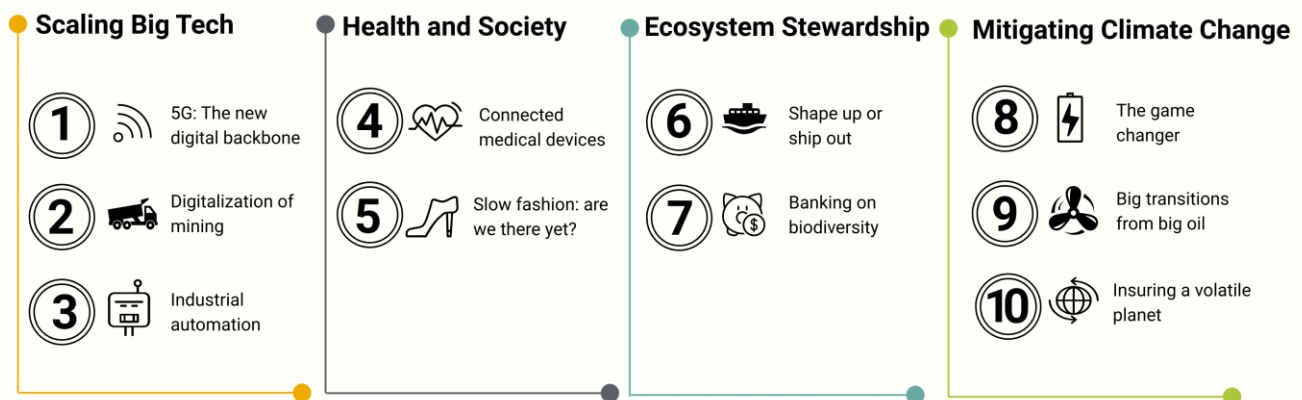 Scaling Big Tech
1
5G: The new
digital backbone
2
Digitalization of
mining
3
Industrial
automation
Health and Society
4
Connected
medical devices
5
Slow fashion: are
we there yet?
Ecosystem Stewardship
6
Shape up or
ship out
7
$
Banking on
biodiversity
Mitigating Climate Change
8
The game
changer
9
Big transitions
from big oil
10
Insuring a volatile
planet